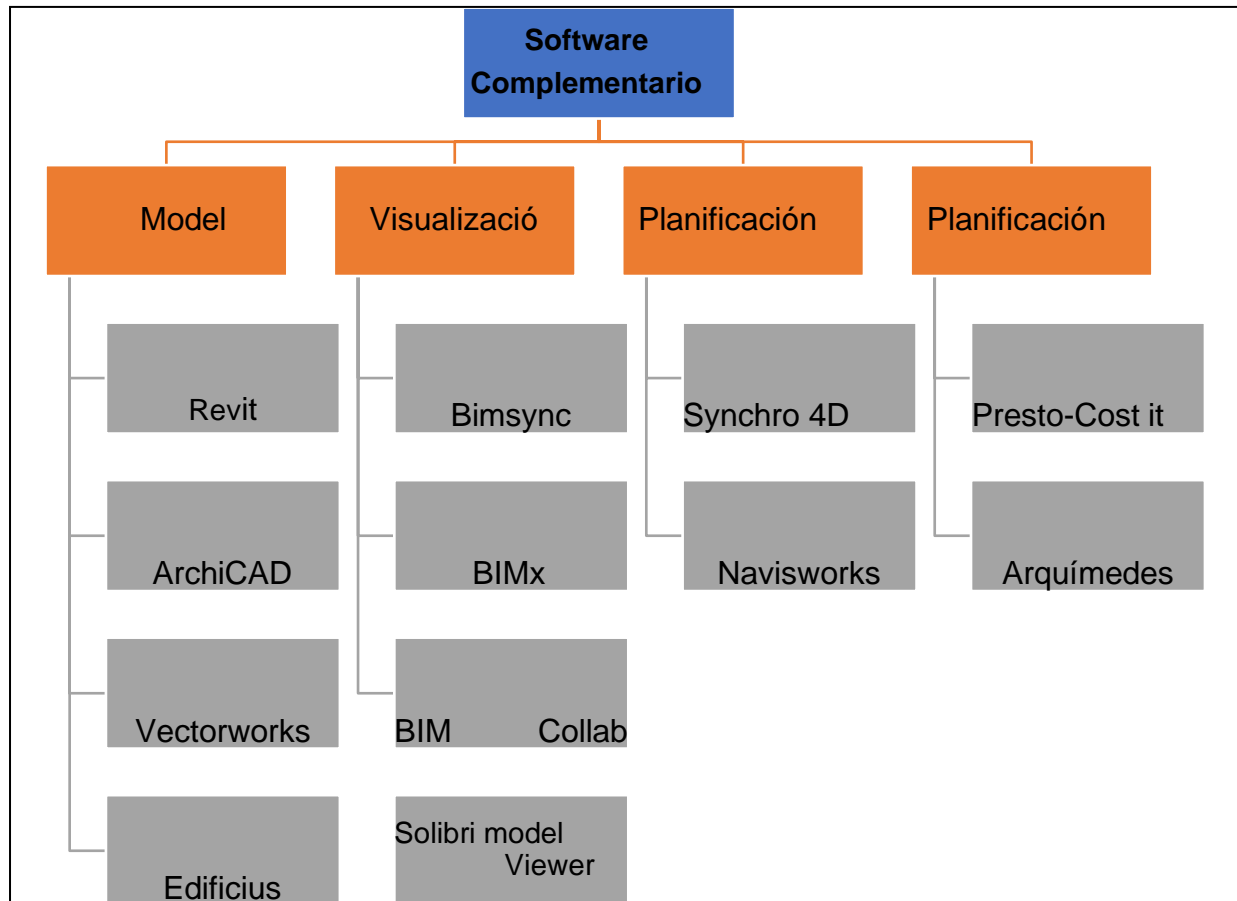 Software
Complementario
Model
Visualizació
Planificación
Planificación
Revit
Bimsync
Synchro 4D
Presto-Cost it
ArchiCAD
BIMx
Navisworks
Arquímedes
Vectorworks
BIM Collab
Edificius
Solibri model
Viewer